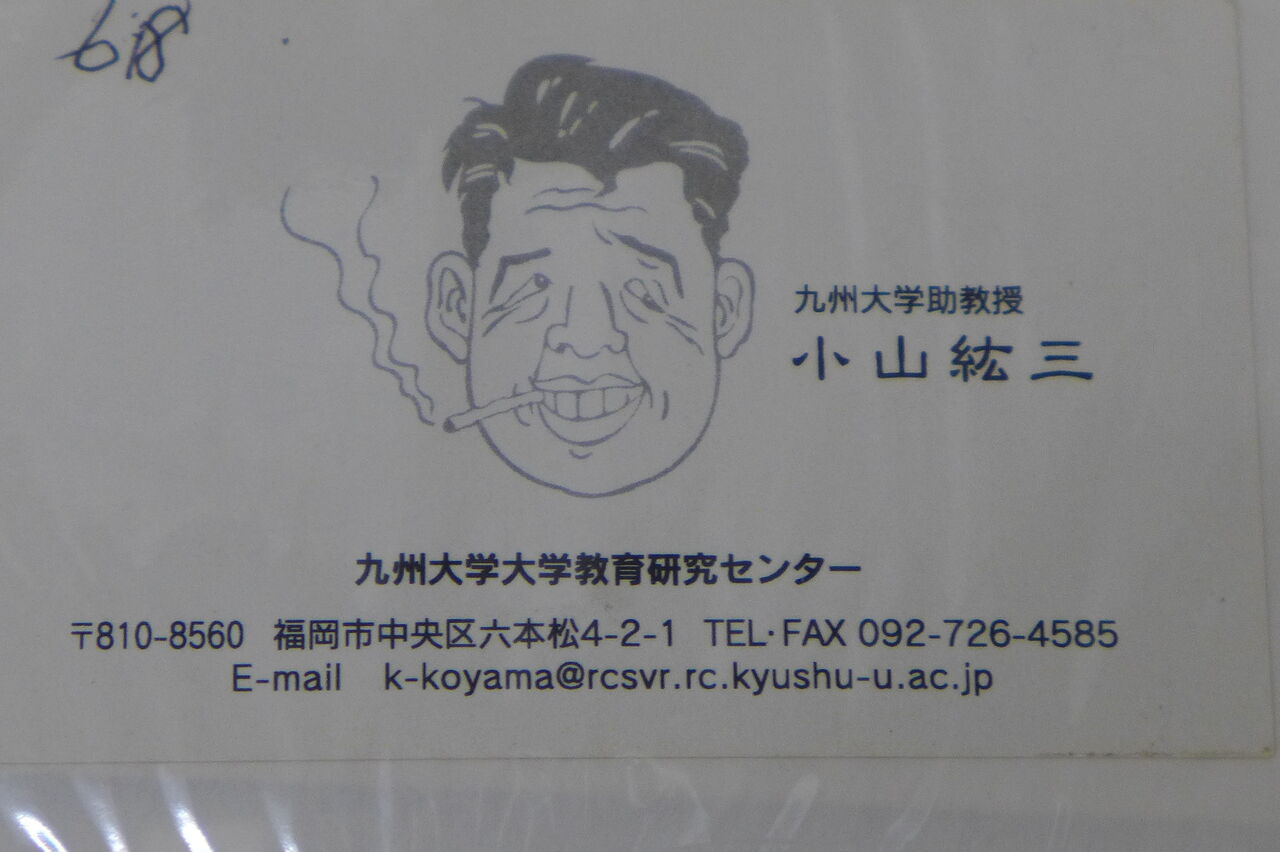 618
九州大学助教授
小山紘三
九州大学大学教育研究センター
〒810-8560 福岡市中央区六本松4-2-1 TEL·FAX 092-726-4585
E-mail k-koyama@rcsvr.rc.kyushu-u.ac.jp